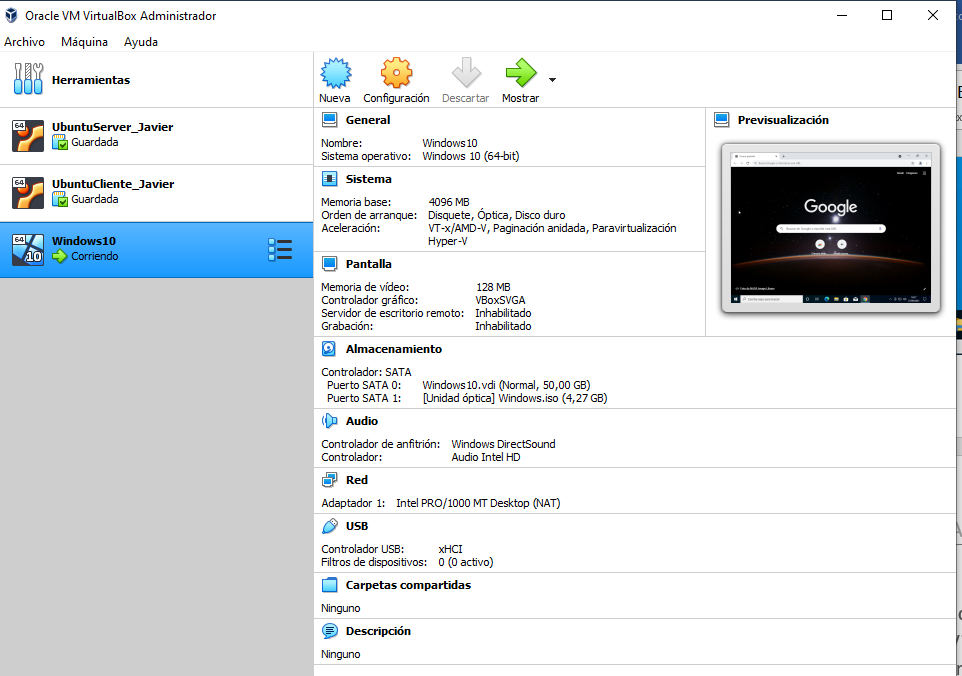 Oracle VM VirtualBox Administrador
Archivo Máquina Ayuda
Herramientas
64
UbuntuServer_Javier
Guardada
64
UbuntuCliente_Javier
Guardada
64
10
Windows10
Corriendo
Nueva Configuración Descartar Mostrar
General
Nombre: Windows10
Sistema operativo: Windows 10 (64-bit)
Sistema
Memoria base: 4096 MB
Orden de arranque: Disquete, Óptica, Disco duro
Aceleración: VT-x/AMD-V, Paginación anidada, Paravirtualización
Hyper-V
Pantalla
Memoria de vídeo: 128 MB
Controlador gráfico: VBoxSVGA
Servidor de escritorio remoto: Inhabilitado
Grabación: Inhabilitado
Previsualización
Google
Almacenamiento
Controlador: SATA
Puerto SATA 0: Windows10.vdi (Normal, 50,00 GB)
Puerto SATA 1: [Unidad óptica] Windows.iso (4,27 GB)
Audio
Controlador de anfitrión: Windows DirectSound
Controlador: Audio Intel HD
Red
Adaptador 1: Intel PRO/1000 MT Desktop (NAT)
USB
Controlador USB: xHCI
Filtros de dispositivos: 0 (0 activo)
Carpetas compartidas
Ninguno
Descripción
Ninguno